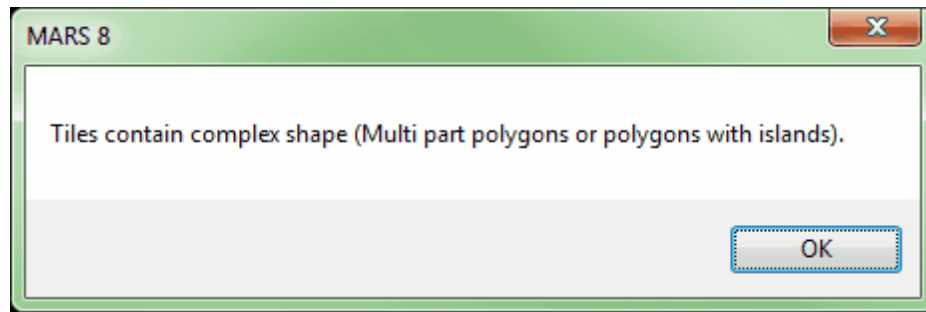 MARS 8
Tiles contain complex shape (Multi part polygons or polygons with islands).
OK